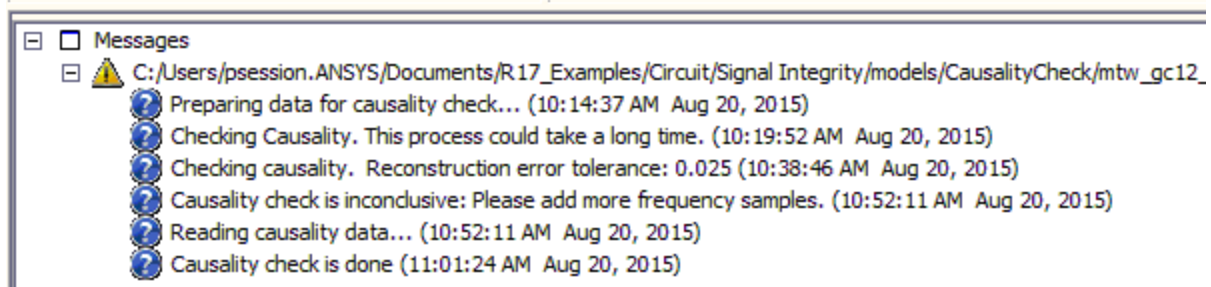 Messages
C:/Users/psession.ANSYS/Documents/R17_Examples/Circuit/Signal Integrity/models/CausalityCheck/mtw_gc12_
Preparing data for causality check... (10:14:37 AM Aug 20, 2015)
Checking Causality. This process could take a long time. (10:19:52 AM Aug 20, 2015)
Checking causality. Reconstruction error tolerance: 0.025 (10:38:46 AM Aug 20, 2015)
Causality check is inconclusive: Please add more frequency samples. (10:52:11 AM Aug 20, 2015)
Reading causality data... (10:52:11 AM Aug 20, 2015)
Causality check is done (11:01:24 AM Aug 20, 2015)